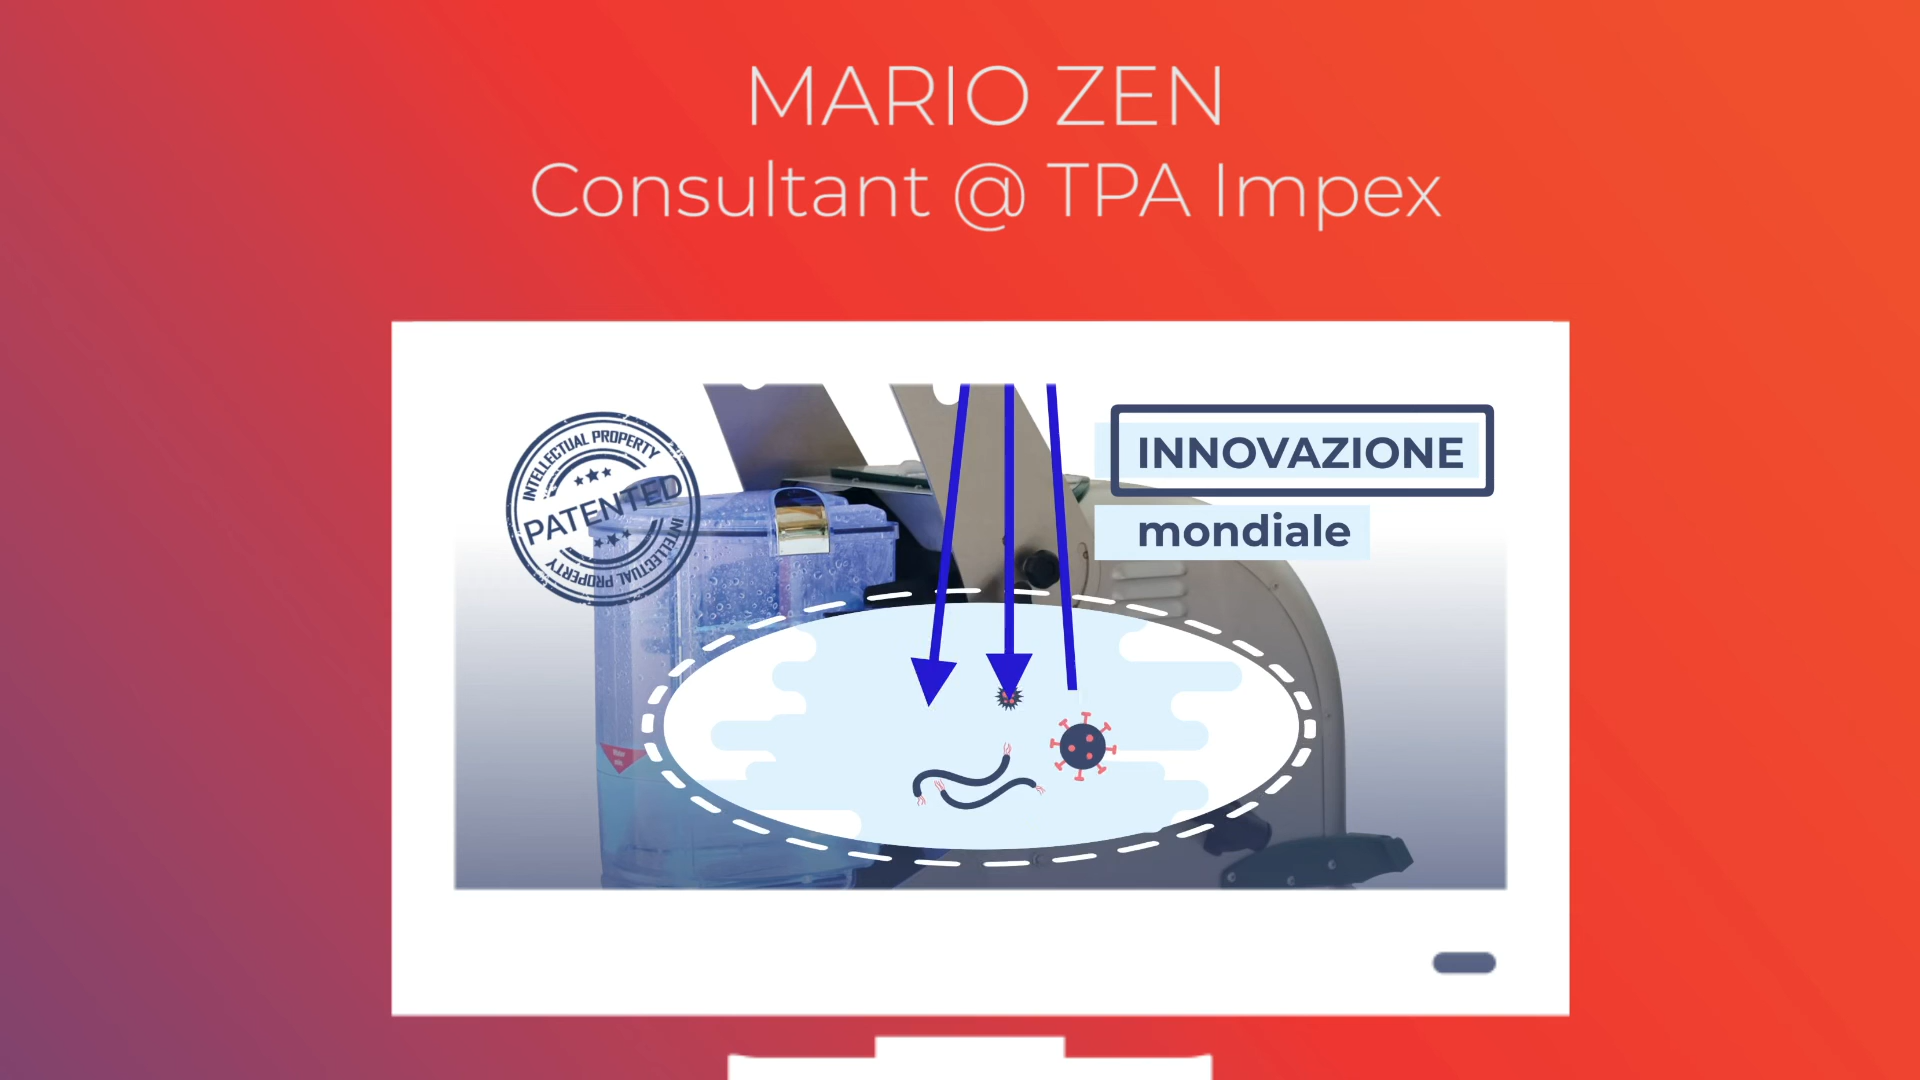 MARIO ZEN
Consultant @ TPA Impex
INTELLECTUAL PROPERTY
PATENTED
INTELLECTUAL PROPERTY
INNOVAZIONE
mondiale